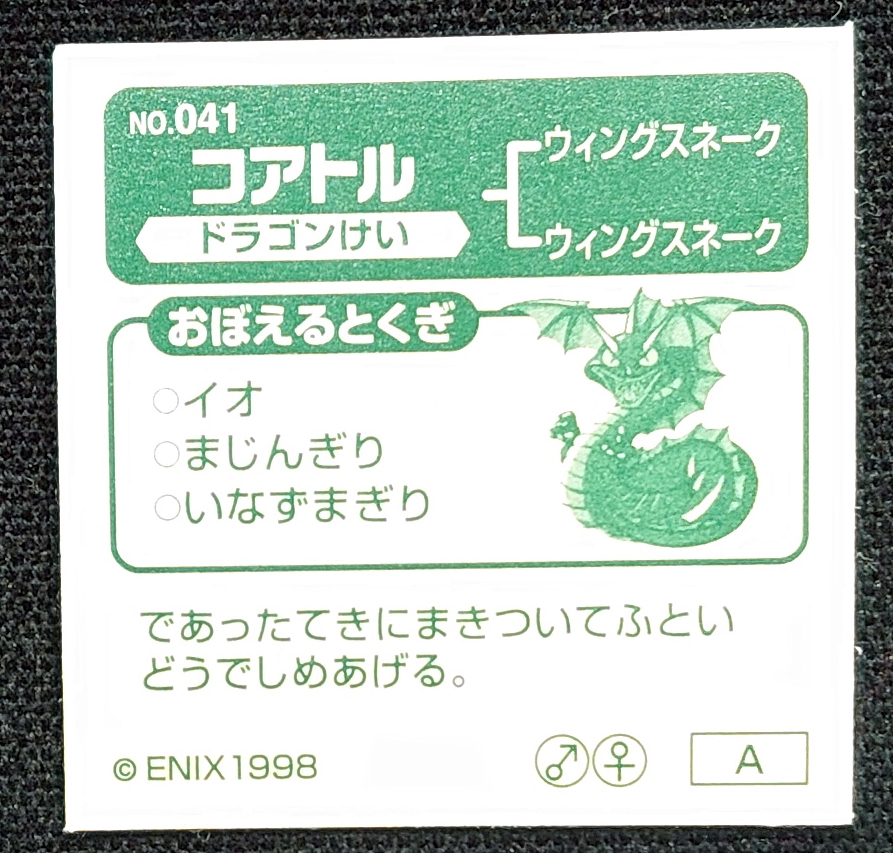 NO.041
コアトル
ドラゴンけい
ウィングスネーク
ウィングスネーク
おぼえるとくぎ
○イオ
○まじんぎり
○いなずまぎり
であったてきにまきついてふとい
どうでしめあげる。
© ENIX1998
♂♀
A